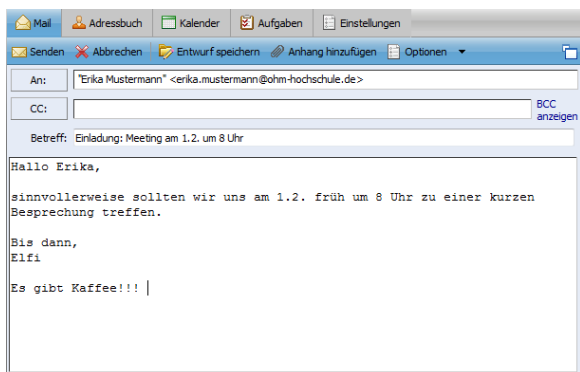 Mail Adressbuch Kalender Aufgaben Einstellungen
Senden Abbrechen Entwurf speichern Anhang hinzufügen Optionen
An: "Erika Mustermann" <erika.mustermann@ohm-hochschule.de>
CC: BCC
anzeigen
Betreff: Einladung: Meeting am 1.2. um 8 Uhr
Hallo Erika,
sinnvollerweise sollten wir uns am 1.2. früh um 8 Uhr zu einer kurzen
Besprechung treffen.
Bis dann,
Elfi
Es gibt Kaffee!!!